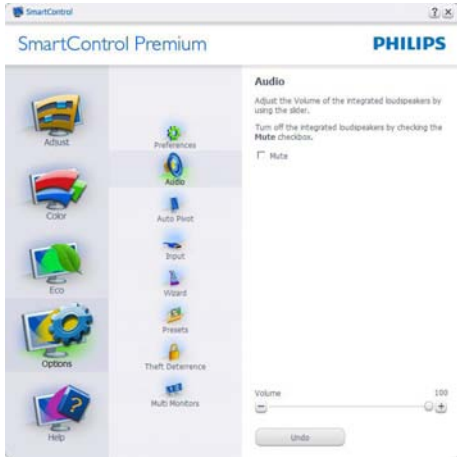 SmartControl
? x
SmartControl Premium
PHILIPS
Adjust
Color
Eco
Options
Help
Preferences
Audio
Auto Pivot
Input
Wizard
Presets
Theft Deterrence
Multi Monitors
Audio
Adjust the Volume of the integrated loudspeakers by
using the slider.
Turn off the integrated loudspeakers by checking the
Mute checkbox.
Mute
Volume 100
Undo